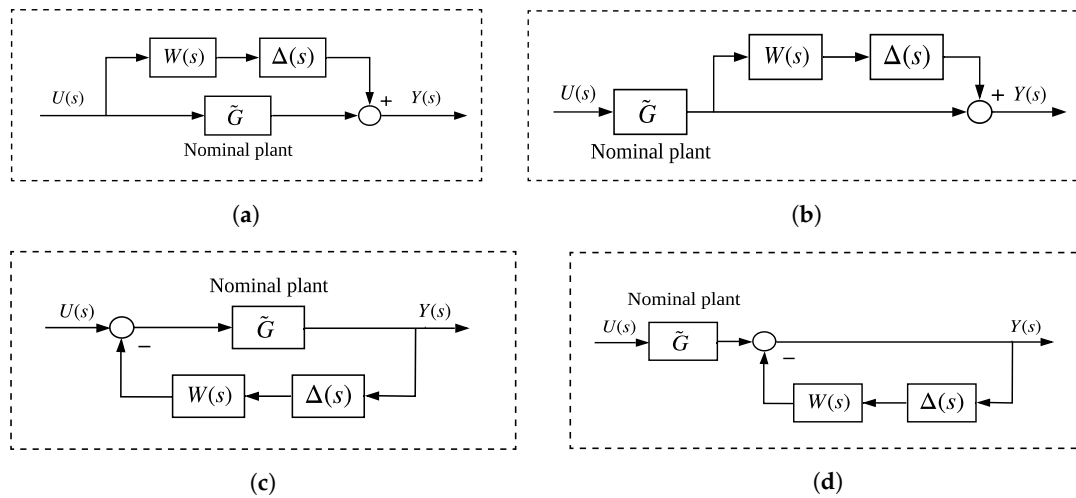 W(s) Δ(s)
U(s) + Y(s)
G̃
Nominal plant
(a)
W(s) Δ(s)
U(s) + Y(s)
G̃
Nominal plant
(b)
Nominal plant
U(s) Y(s)
G̃
−
W(s) Δ(s)
(c)
Nominal plant
U(s) Y(s)
G̃
−
W(s) Δ(s)
(d)